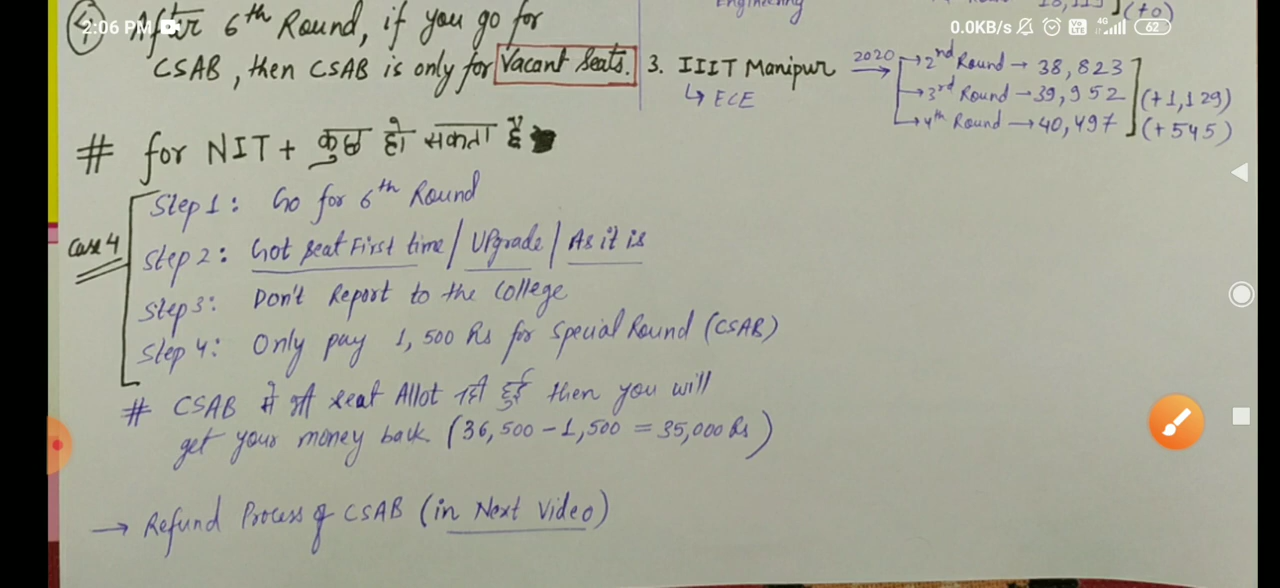 ④ After 6th Round, if you go for
CSAB, then CSAB is only for Vacant Seats.
# for NIT+ कुछ हो सकता है
Case 4
Step 1: Go for 6th Round
Step 2: Got seat First time / Upgrade / As it is
Step 3: Don't Report to the College
Step 4: Only pay 1,500 Rs for Special Round (CSAB)
# CSAB में भी seat Allot नहीं हुई then you will
get your money back. (36,500 - 1,500 = 35,000 Rs)
→ Refund Process of CSAB (in Next Video)
Engineering
(+0)
3. IIIT Manipur 2020 → 2nd Round → 38,823
↳ ECE → 3rd Round → 39,952 (+1,129)
→ 4th Round → 40,497 (+545)
2:06 PM
0.0KB/s
Vo LTE
4G
62